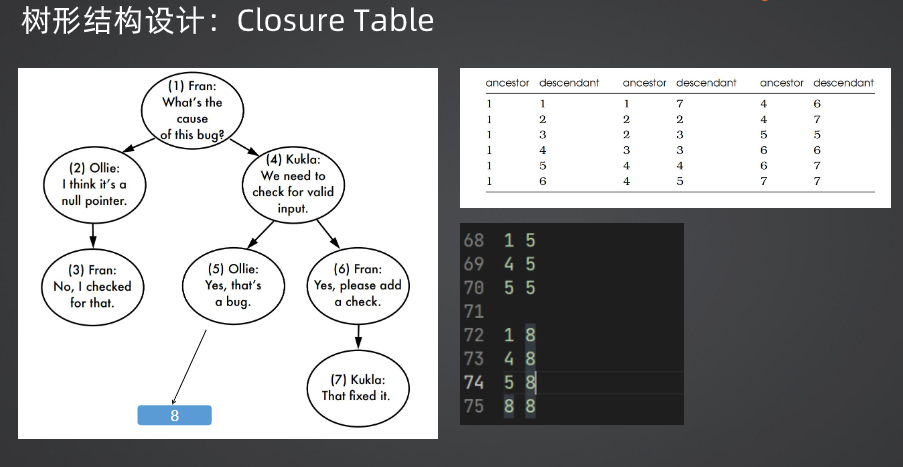 树形结构设计：Closure Table
(1) Fran:
What's the
cause
of this bug?
(2) Ollie:
I think it's a
null pointer.
(4) Kukla:
We need to
check for valid
input.
(3) Fran:
No, I checked
for that.
(5) Ollie:
Yes, that's
a bug.
(6) Fran:
Yes, please add
a check.
(7) Kukla:
That fixed it.
8
ancestor descendant ancestor descendant ancestor descendant
1 1 1 7 4 6
1 2 2 2 4 7
1 3 2 3 5 5
1 4 3 3 6 6
1 5 4 4 6 7
1 6 4 5 7 7
68 1 5
69 4 5
70 5 5
71
72 1 8
73 4 8
74 5 8
75 8 8